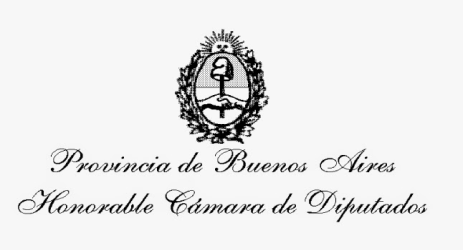 Provincia de Buenos Aires
Honorable Cámara de Diputados